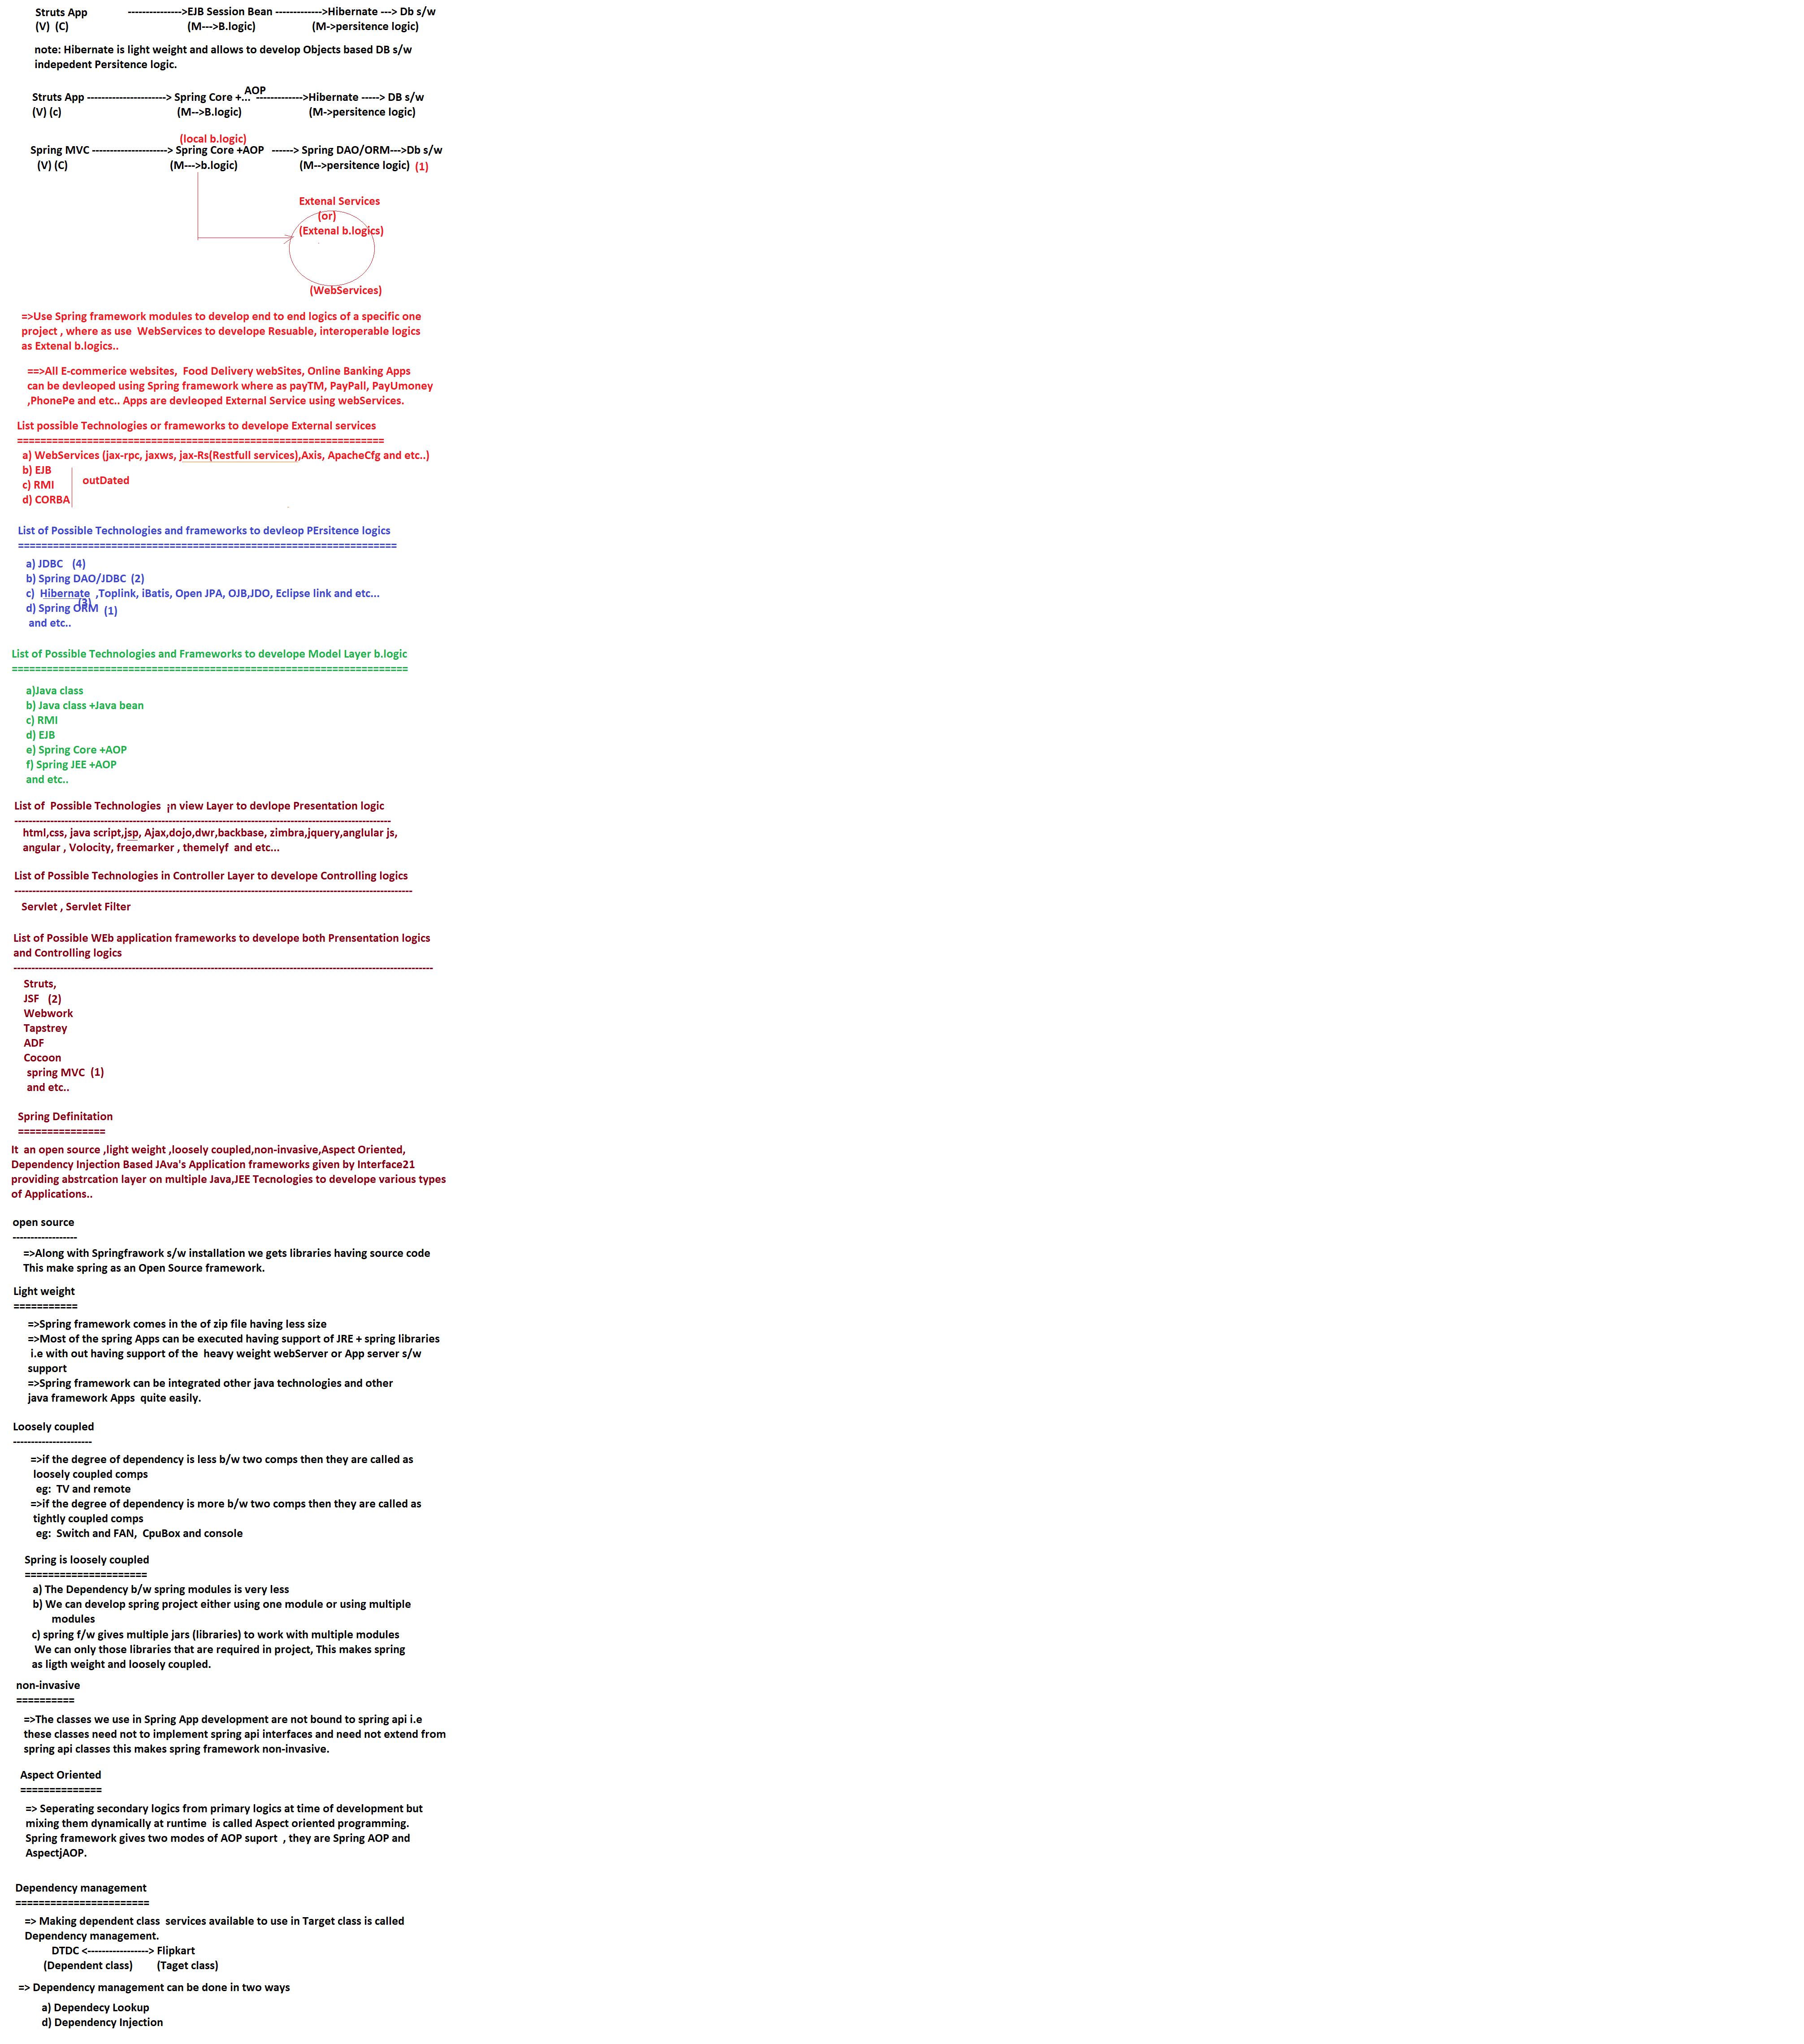 Struts App -------------->EJB Session Bean ------------->Hibernate ---> Db s/w
(V) (C) (M--->B.logic) (M->persitence logic)
note: Hibernate is light weight and allows to develop Objects based DB s/w
indepedent Persitence logic.
AOP
Struts App ----------------------> Spring Core +... ------------->Hibernate -----> DB s/w
(V) (c) (M-->B.logic) (M->persitence logic)
(local b.logic)
Spring MVC ---------------------> Spring Core +AOP ------> Spring DAO/ORM--->Db s/w
(V) (C) (M--->b.logic) (M-->persitence logic) (1)
Extenal Services
(or)
(Extenal b.logics)
(WebServices)
=>Use Spring framework modules to develop end to end logics of a specific one
project , where as use WebServices to develope Resuable, interoperable logics
as Extenal b.logics..
==>All E-commerice websites, Food Delivery webSites, Online Banking Apps
can be devleoped using Spring framework where as payTM, PayPall, PayUmoney
,PhonePe and etc.. Apps are devleoped External Service using webServices.
List possible Technologies or frameworks to develope External services
===============================================================
a) WebServices (jax-rpc, jaxws, jax-Rs(Restfull services),Axis, ApacheCfg and etc..)
b) EJB
c) RMI outDated
d) CORBA
List of Possible Technologies and frameworks to devleop PErsitence logics
=================================================================
a) JDBC (4)
b) Spring DAO/JDBC (2)
c) Hibernate ,Toplink, iBatis, Open JPA, OJB,JDO, Eclipse link and etc...
(3)
d) Spring ORM (1)
and etc..
List of Possible Technologies and Frameworks to develope Model Layer b.logic
====================================================================
a)Java class
b) Java class +Java bean
c) RMI
d) EJB
e) Spring Core +AOP
f) Spring JEE +AOP
and etc..
List of Possible Technologies in view Layer to devlope Presentation logic
---------------------------------------------------------------------------------------------------------
html,css, java script,jsp, Ajax,dojo,dwr,backbase, zimbra,jquery,anglular js,
angular , Volocity, freemarker , themelyf and etc...
List of Possible Technologies in Controller Layer to develope Controlling logics
---------------------------------------------------------------------------------------------------------------
Servlet , Servlet Filter
List of Possible WEb application frameworks to develope both Prensentation logics
and Controlling logics
---------------------------------------------------------------------------------------------------------------------
Struts,
JSF (2)
Webwork
Tapstrey
ADF
Cocoon
spring MVC (1)
and etc..
Spring Definitation
===============
It an open source ,light weight ,loosely coupled,non-invasive,Aspect Oriented,
Dependency Injection Based JAva's Application frameworks given by Interface21
providing abstrcation layer on multiple Java,JEE Tecnologies to develope various types
of Applications..
open source
------------------
=>Along with Springfrawork s/w installation we gets libraries having source code
This make spring as an Open Source framework.
Light weight
===========
=>Spring framework comes in the of zip file having less size
=>Most of the spring Apps can be executed having support of JRE + spring libraries
i.e with out having support of the heavy weight webServer or App server s/w
support
=>Spring framework can be integrated other java technologies and other
java framework Apps quite easily.
Loosely coupled
----------------------
=>if the degree of dependency is less b/w two comps then they are called as
loosely coupled comps
eg: TV and remote
=>if the degree of dependency is more b/w two comps then they are called as
tightly coupled comps
eg: Switch and FAN, CpuBox and console
Spring is loosely coupled
=====================
a) The Dependency b/w spring modules is very less
b) We can develop spring project either using one module or using multiple
modules
c) spring f/w gives multiple jars (libraries) to work with multiple modules
We can only those libraries that are required in project, This makes spring
as ligth weight and loosely coupled.
non-invasive
==========
=>The classes we use in Spring App development are not bound to spring api i.e
these classes need not to implement spring api interfaces and need not extend from
spring api classes this makes spring framework non-invasive.
Aspect Oriented
==============
=> Seperating secondary logics from primary logics at time of development but
mixing them dynamically at runtime is called Aspect oriented programming.
Spring framework gives two modes of AOP suport , they are Spring AOP and
AspectjAOP.
Dependency management
=======================
=> Making dependent class services available to use in Target class is called
Dependency management.
DTDC <-----------------> Flipkart
(Dependent class) (Taget class)
=> Dependency management can be done in two ways
a) Dependecy Lookup
d) Dependency Injection